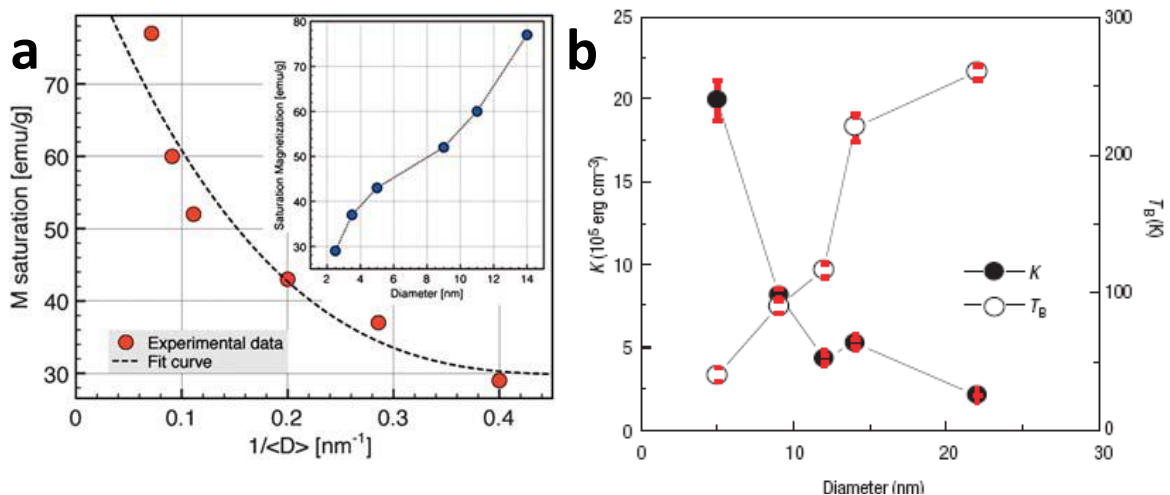 a
M saturation [emu/g]
70
60
50
40
30
0
0.1
0.2
0.3
0.4
1/<D> [nm⁻¹]
Experimental data
Fit curve
Saturation Magnetization [emu/g]
80
70
60
50
40
30
2
4
6
8
10
12
14
Diameter [nm]
b
K (10⁵ erg cm⁻³)
25
20
15
10
5
0
0
10
20
30
Diameter (nm)
300
200
100
0
T_B (K)
K
T_B